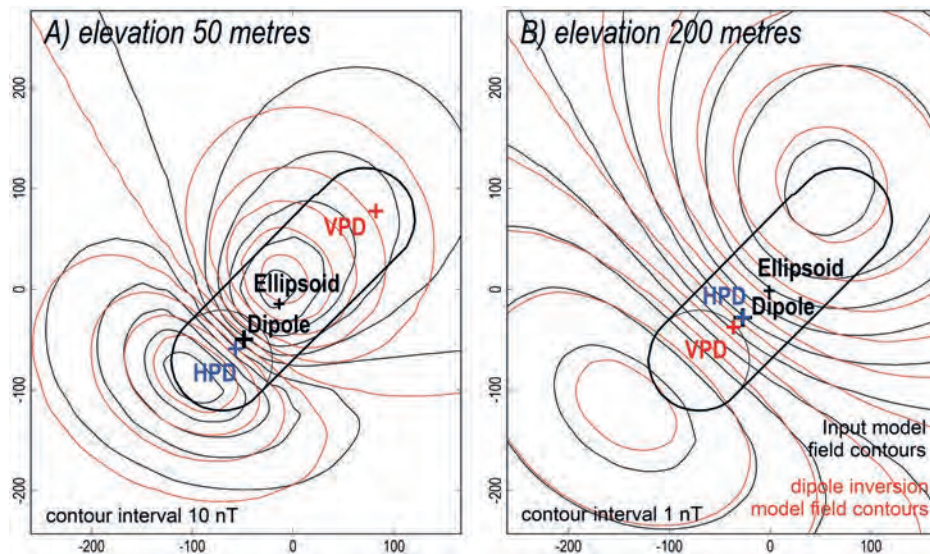 A) elevation 50 metres
200
100
0
-100
-200
VPD
Ellipsoid
Dipole
HPD
contour interval 10 nT
-200
-100
0
100
B) elevation 200 metres
200
100
0
-100
-200
Ellipsoid
HPD
Dipole
VPD
Input model
field contours
dipole inversion
model field contours
contour interval 1 nT
-200
-100
0
100